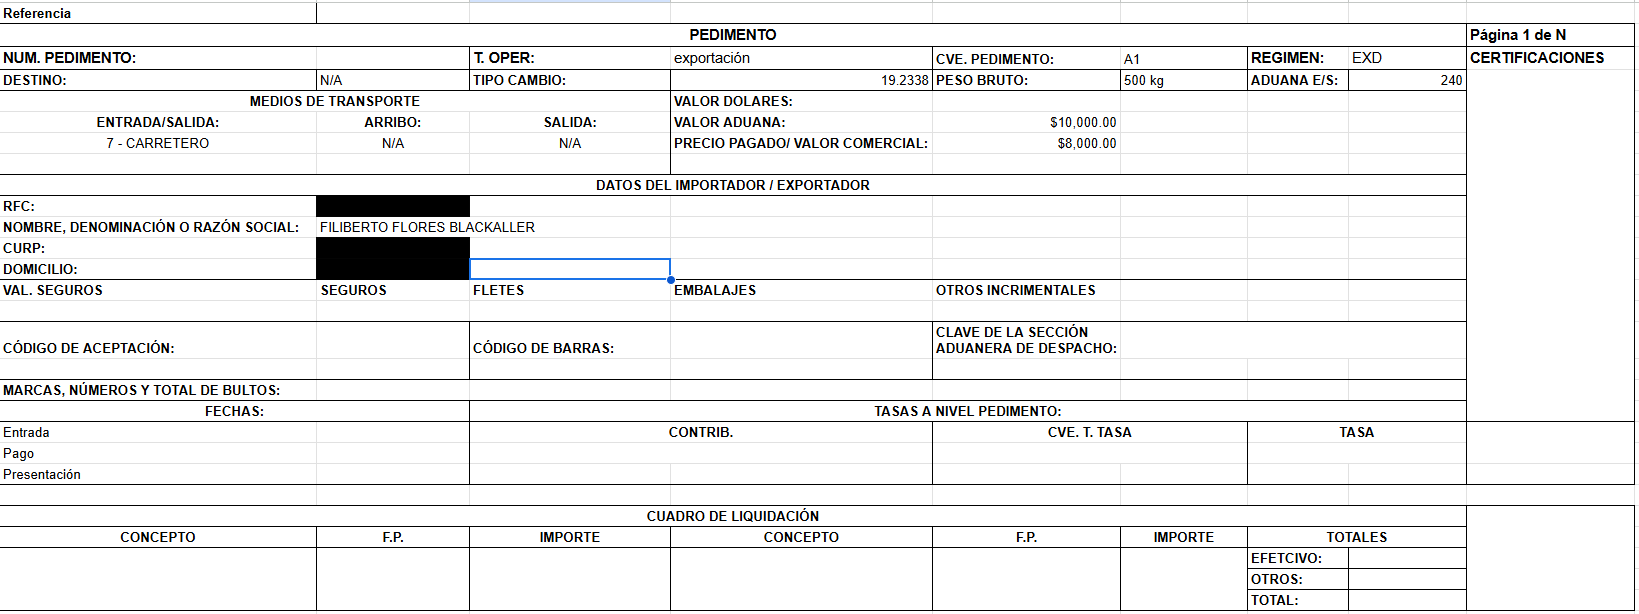 Referencia
PEDIMENTO Página 1 de N
NUM. PEDIMENTO: T. OPER: exportación CVE. PEDIMENTO: A1 REGIMEN: EXD CERTIFICACIONES
DESTINO: N/A TIPO CAMBIO: 19.2338 PESO BRUTO: 500 kg ADUANA E/S: 240
MEDIOS DE TRANSPORTE VALOR DOLARES:
ENTRADA/SALIDA: ARRIBO: SALIDA: VALOR ADUANA: $10,000.00
7 - CARRETERO N/A N/A PRECIO PAGADO/ VALOR COMERCIAL: $8,000.00
DATOS DEL IMPORTADOR / EXPORTADOR
RFC:
NOMBRE, DENOMINACIÓN O RAZÓN SOCIAL: FILIBERTO FLORES BLACKALLER
CURP:
DOMICILIO:
VAL. SEGUROS SEGUROS FLETES EMBALAJES OTROS INCRIMENTALES
CÓDIGO DE ACEPTACIÓN: CÓDIGO DE BARRAS: CLAVE DE LA SECCIÓN
ADUANERA DE DESPACHO:
MARCAS, NÚMEROS Y TOTAL DE BULTOS:
FECHAS: TASAS A NIVEL PEDIMENTO:
Entrada CONTRIB. CVE. T. TASA TASA
Pago
Presentación
CUADRO DE LIQUIDACIÓN
CONCEPTO F.P. IMPORTE CONCEPTO F.P. IMPORTE TOTALES
EFETCIVO:
OTROS:
TOTAL: